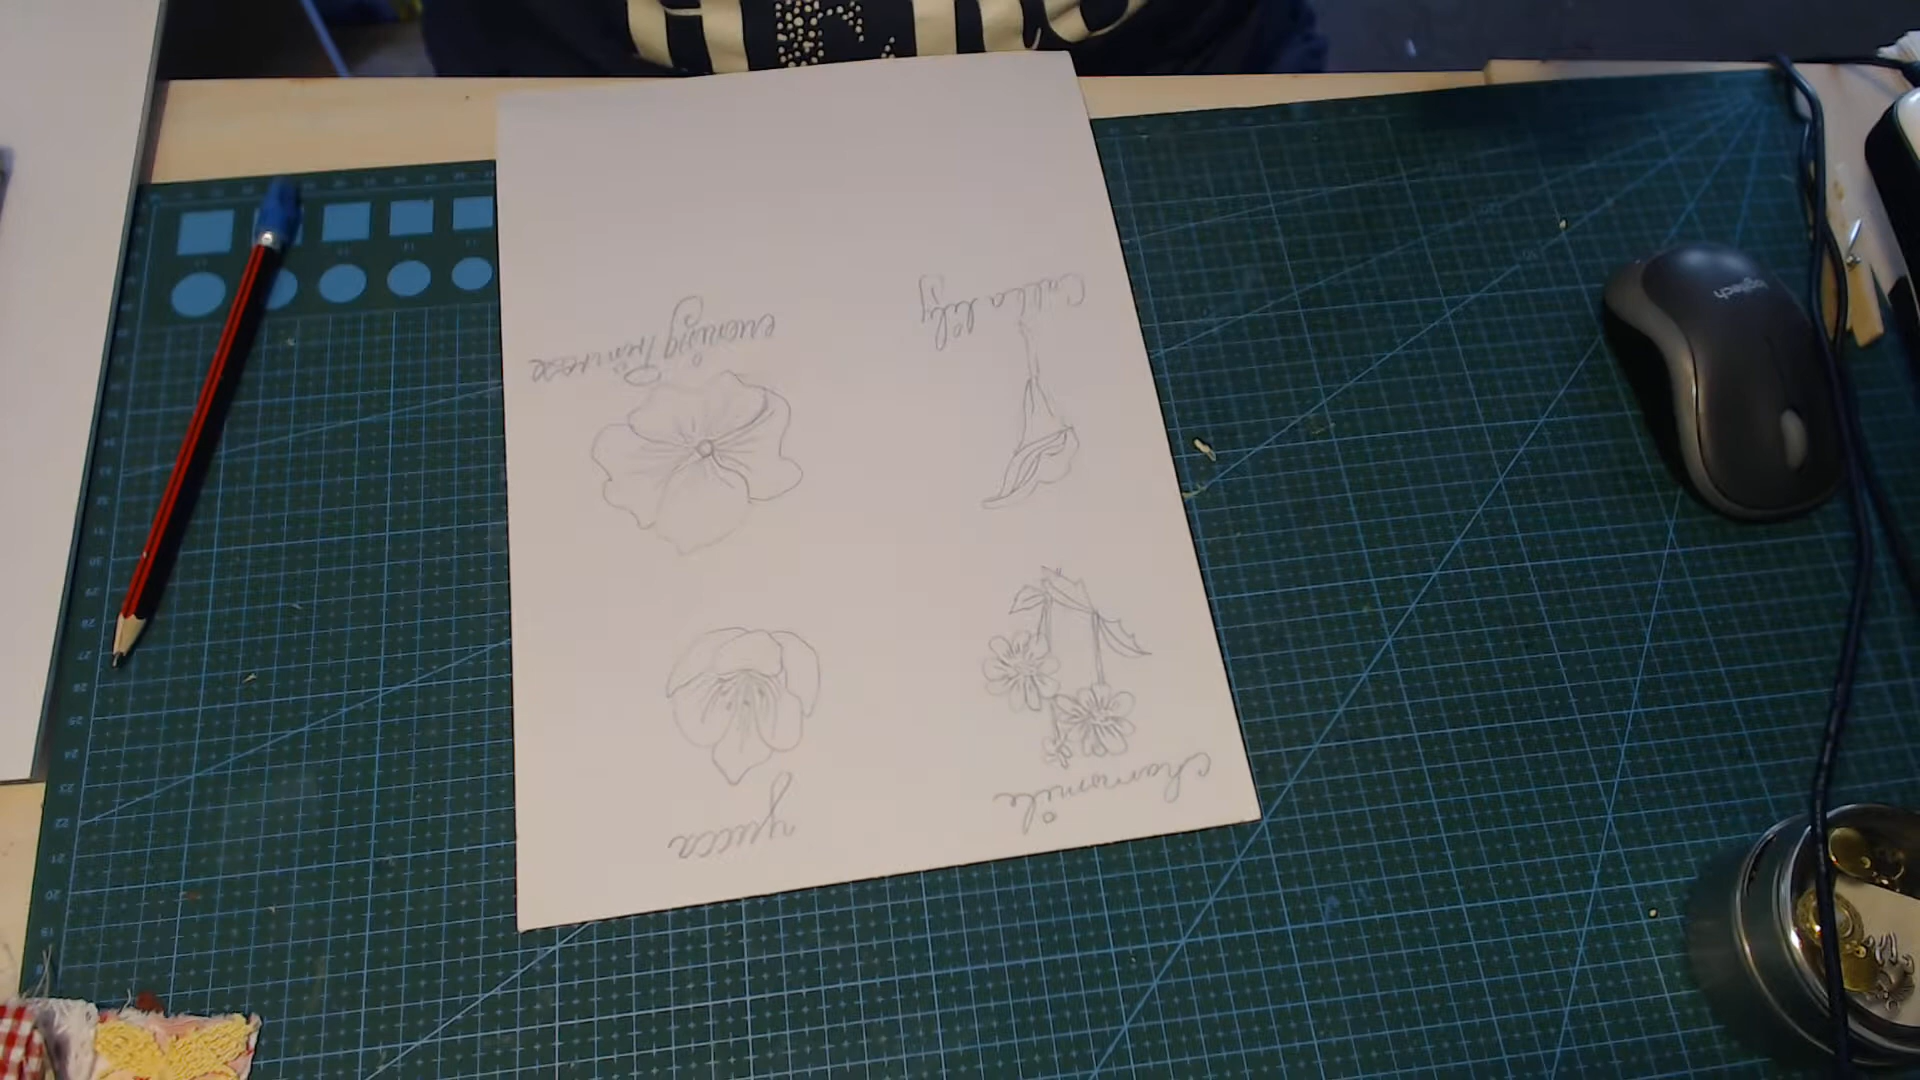 chamomile
yucca
Calla lily
evening Primrose
logitech